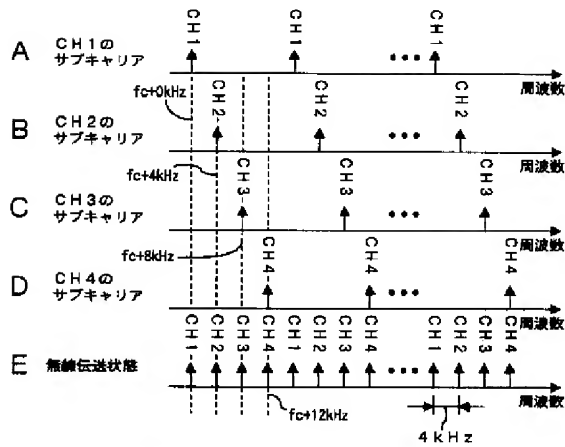 A CH1の サブキャリア CH1 CH1 ••• CH1 周波数
fc+0kHz
B CH2の サブキャリア CH2 CH2 ••• CH2 周波数
fc+4kHz
C CH3の サブキャリア CH3 CH3 ••• CH3 周波数
fc+8kHz
D CH4の サブキャリア CH4 CH4 ••• CH4 周波数
E 無線伝送状態 CH1 CH2 CH3 CH4 CH1 CH2 CH3 CH4 ••• CH1 CH2 CH3 CH4 周波数
fc+12kHz
4kHz